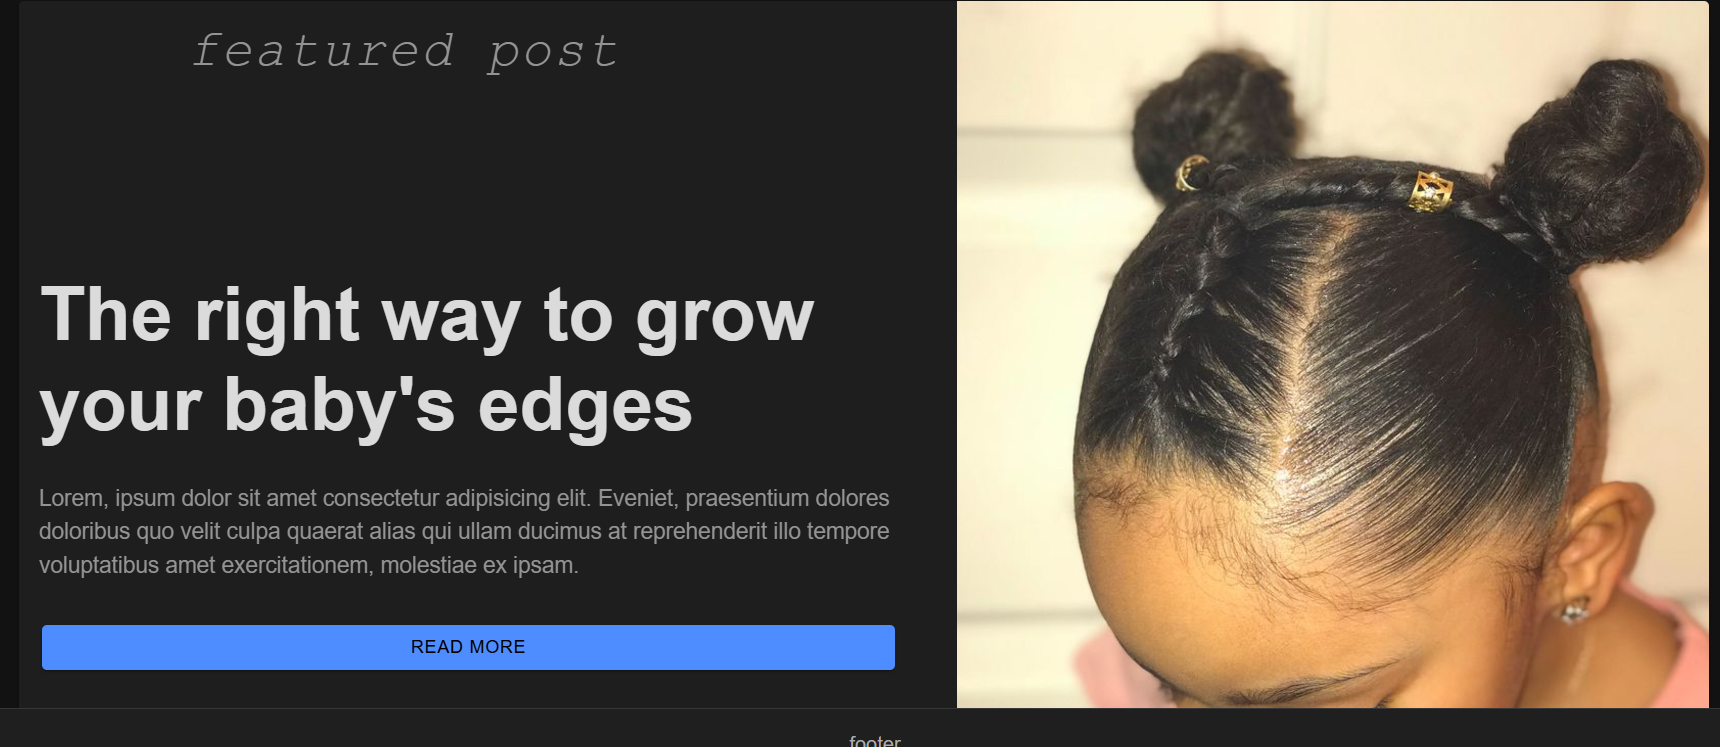 featured post
The right way to grow
your baby's edges
Lorem, ipsum dolor sit amet consectetur adipisicing elit. Eveniet, praesentium dolores
doloribus quo velit culpa quaerat alias qui ullam ducimus at reprehenderit illo tempore
voluptatibus amet exercitationem, molestiae ex ipsam.
READ MORE
footer